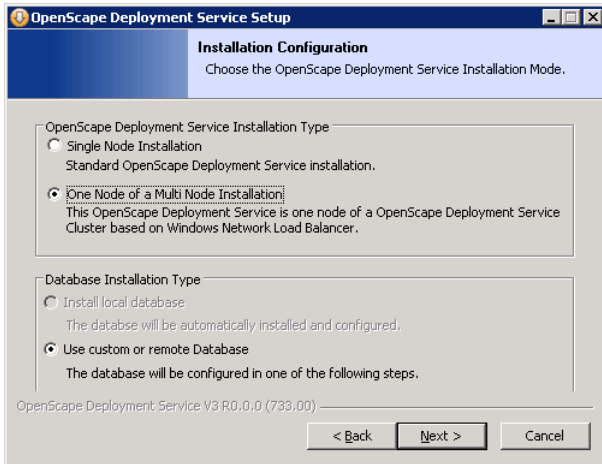 OpenScape Deployment Service Setup
Installation Configuration
Choose the OpenScape Deployment Service Installation Mode.
OpenScape Deployment Service Installation Type
Single Node Installation
Standard OpenScape Deployment Service installation.
One Node of a Multi Node Installation
This OpenScape Deployment Service is one node of a OpenScape Deployment Service
Cluster based on Windows Network Load Balancer.
Database Installation Type
Install local database
The databse will be automatically installed and configured.
Use custom or remote Database
The database will be configured in one of the following steps.
OpenScape Deployment Service V3 R0.0.0 (733.00)
< Back Next > Cancel